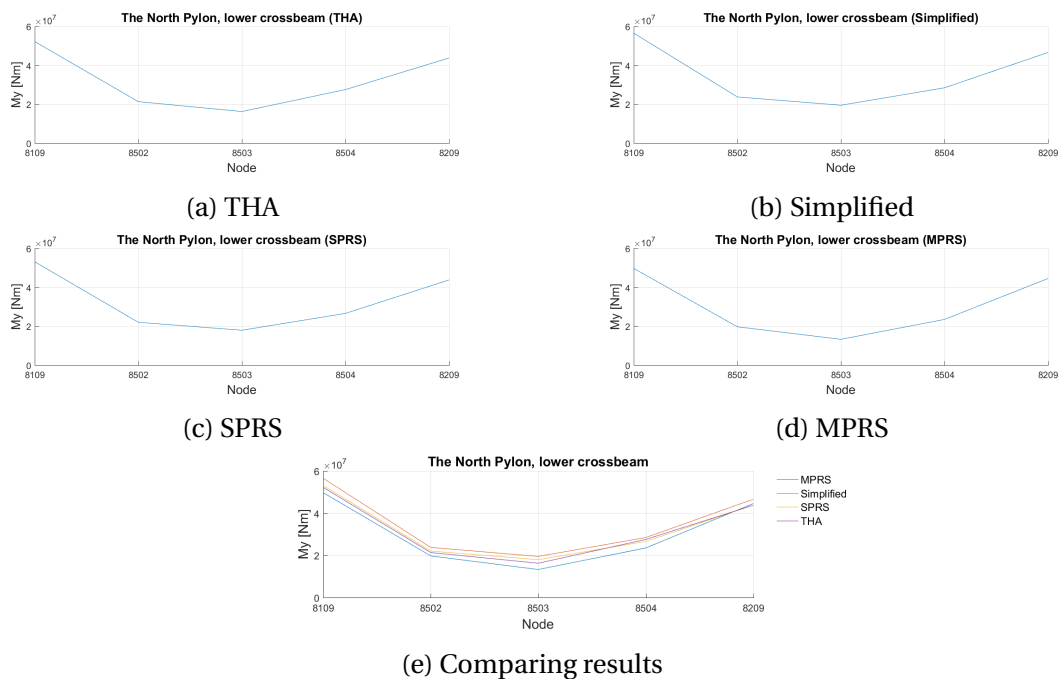 The North Pylon, lower crossbeam (THA)
×10^7
6
4
2
0
My [Nm]
8109 8502 8503 8504 8209
Node
(a) THA
The North Pylon, lower crossbeam (Simplified)
×10^7
6
4
2
0
My [Nm]
8109 8502 8503 8504 8209
Node
(b) Simplified
The North Pylon, lower crossbeam (SPRS)
×10^7
6
4
2
0
My [Nm]
8109 8502 8503 8504 8209
Node
(c) SPRS
The North Pylon, lower crossbeam (MPRS)
×10^7
6
4
2
0
My [Nm]
8109 8502 8503 8504 8209
Node
(d) MPRS
The North Pylon, lower crossbeam
×10^7
6
4
2
0
My [Nm]
8109 8502 8503 8504 8209
Node
MPRS
Simplified
SPRS
THA
(e) Comparing results